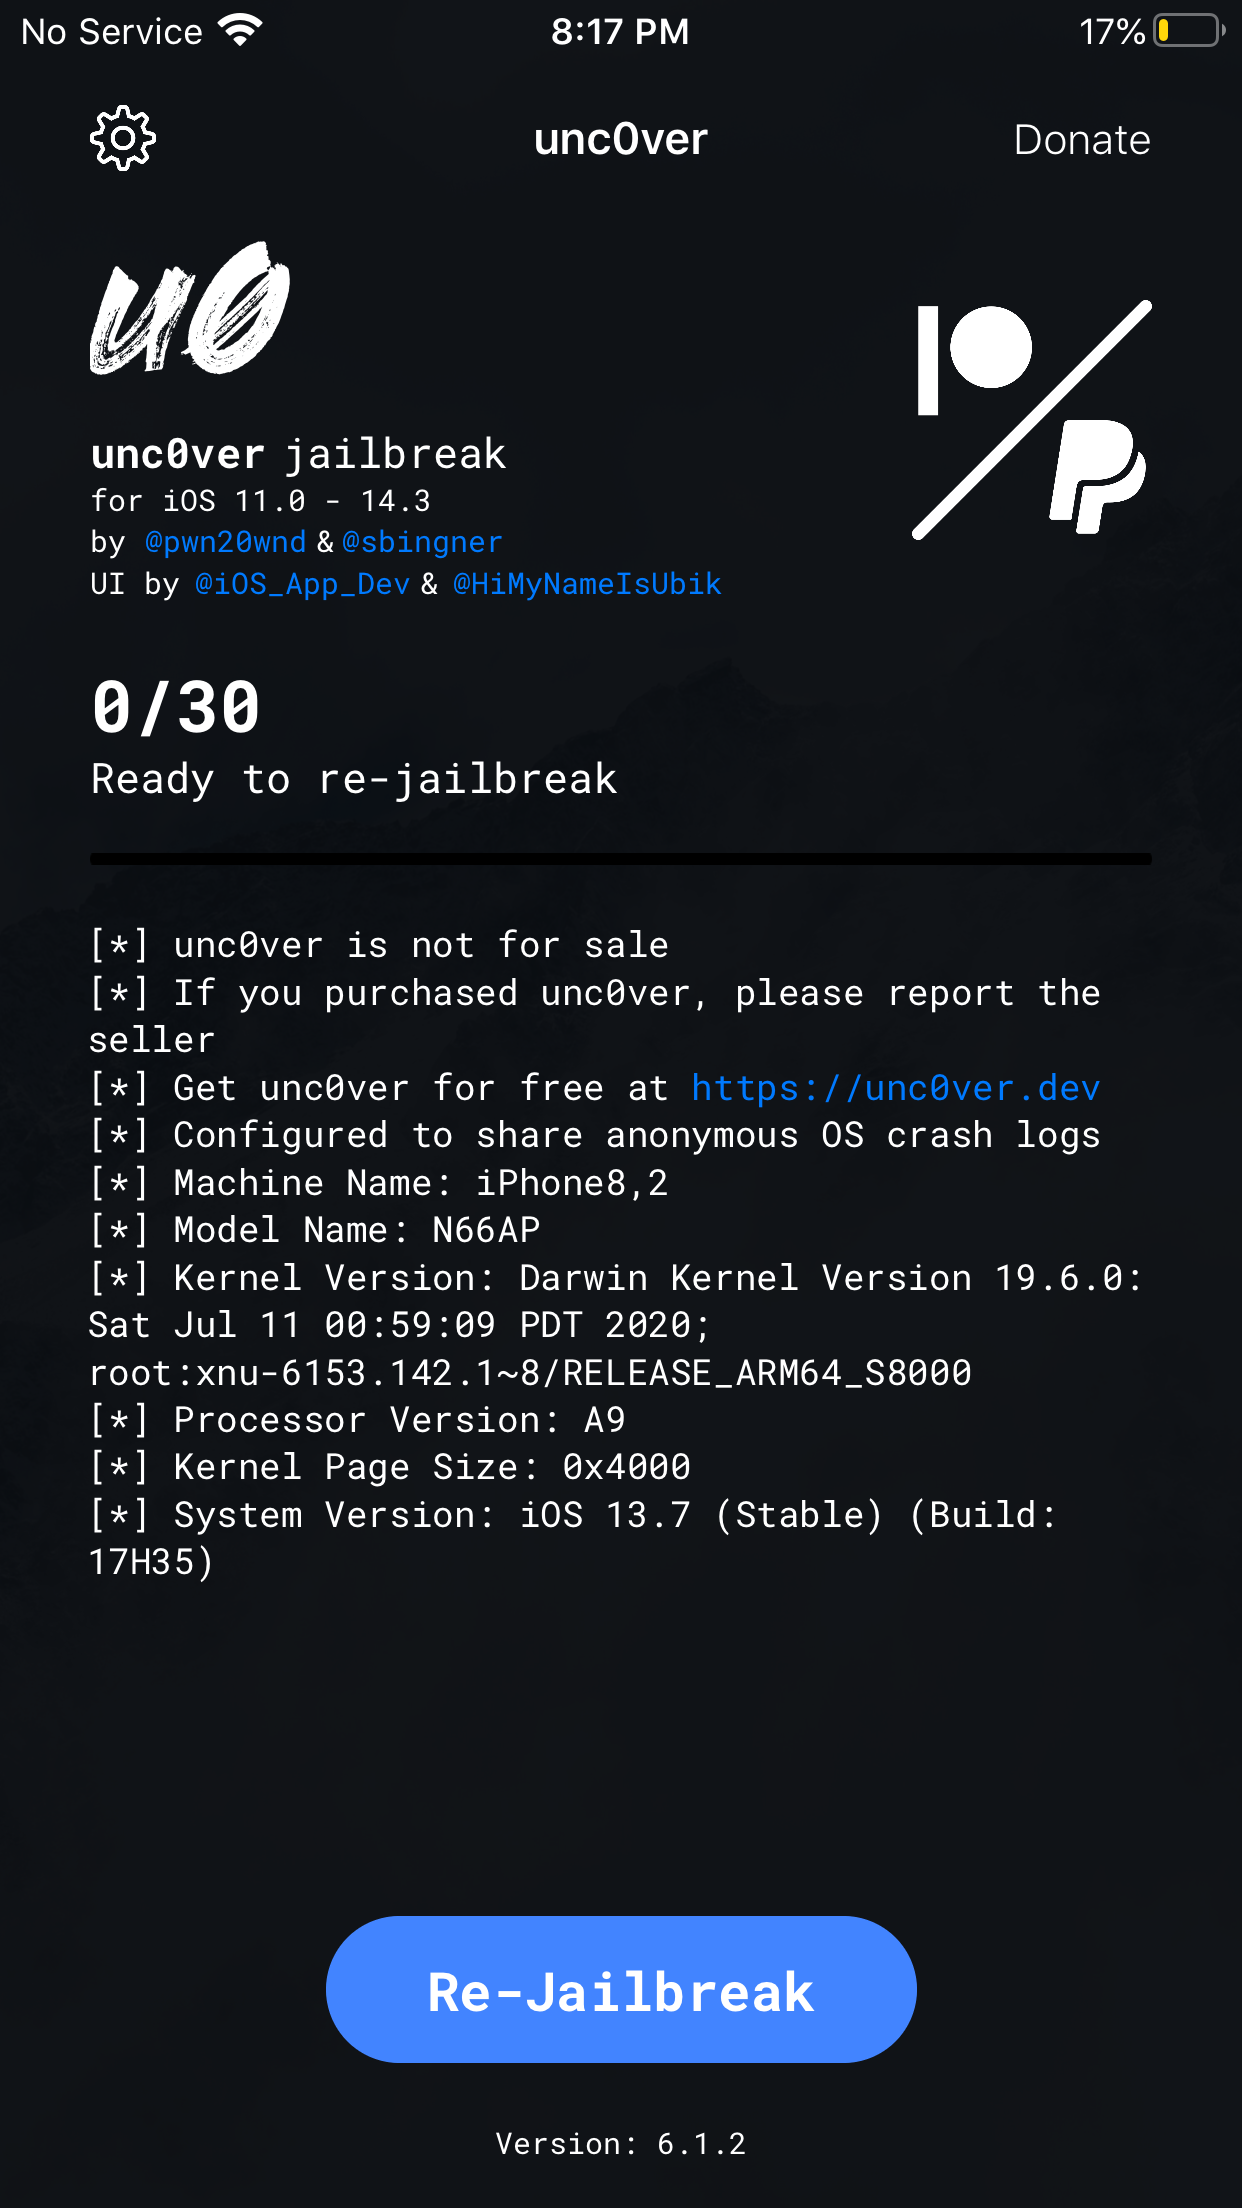 No Service 8:17 PM 17%
unc0ver Donate
u0
unc0ver jailbreak
for iOS 11.0 - 14.3
by @pwn20wnd & @sbingner
UI by @iOS_App_Dev & @HiMyNameIsUbik
0/30
Ready to re-jailbreak
[*] unc0ver is not for sale
[*] If you purchased unc0ver, please report the
seller
[*] Get unc0ver for free at https://unc0ver.dev
[*] Configured to share anonymous OS crash logs
[*] Machine Name: iPhone8,2
[*] Model Name: N66AP
[*] Kernel Version: Darwin Kernel Version 19.6.0:
Sat Jul 11 00:59:09 PDT 2020;
root:xnu-6153.142.1~8/RELEASE_ARM64_S8000
[*] Processor Version: A9
[*] Kernel Page Size: 0x4000
[*] System Version: iOS 13.7 (Stable) (Build:
17H35)
Re-Jailbreak
Version: 6.1.2